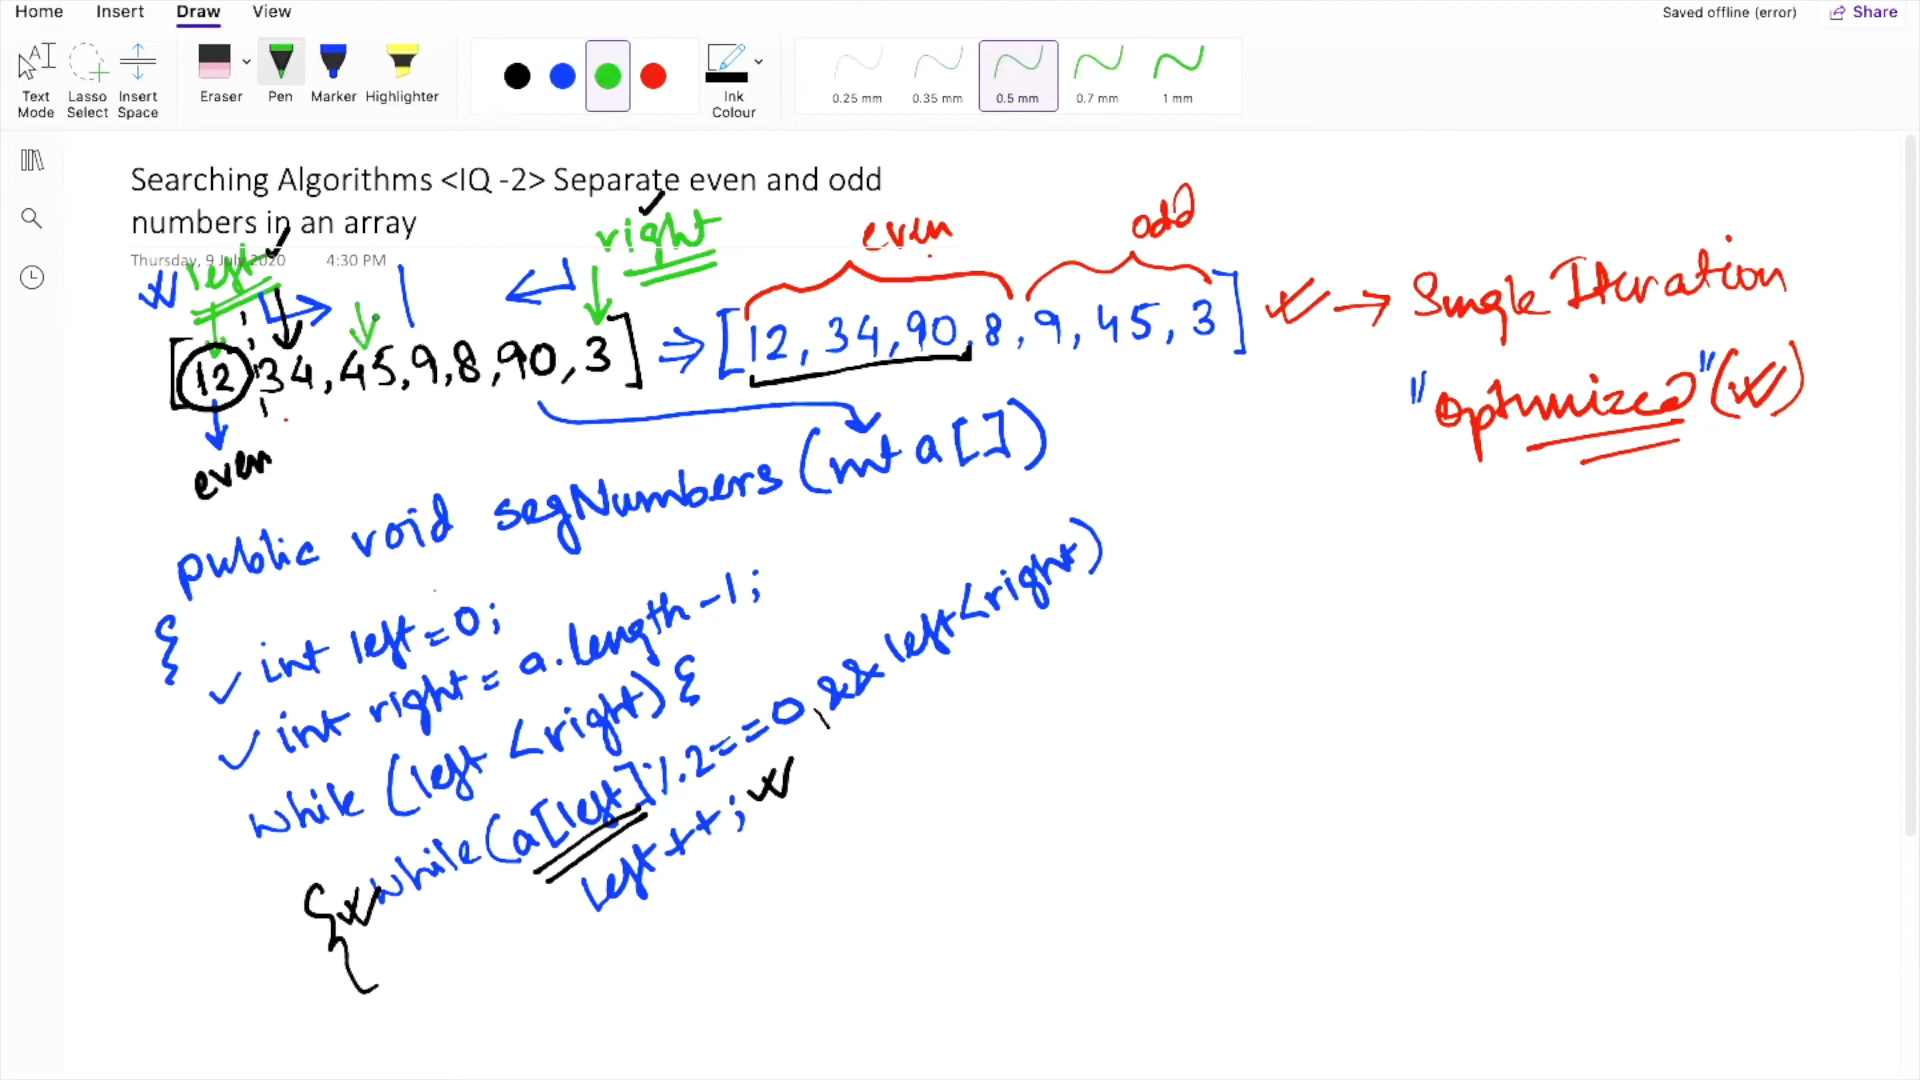 Home Insert Draw View
Saved offline (error) Share
Text Mode
Lasso Select
Insert Space
Eraser
Pen
Marker
Highlighter
Ink Colour
0.25 mm
0.35 mm
0.5 mm
0.7 mm
1 mm
Searching Algorithms <IQ -2> Separate even and odd
numbers in an array
Thursday, 9 July 2020 4:30 PM
left
right
even
odd
[12, 34, 45, 9, 8, 90, 3] ⇒ [12, 34, 90, 8, 9, 45, 3] → Single Iteration
"Optimized"
even
public void segNumbers (int a[])
{
int left = 0;
int right = a.length-1;
while (left < right) {
while (a[left] % 2 == 0 && left < right)
left++;
{